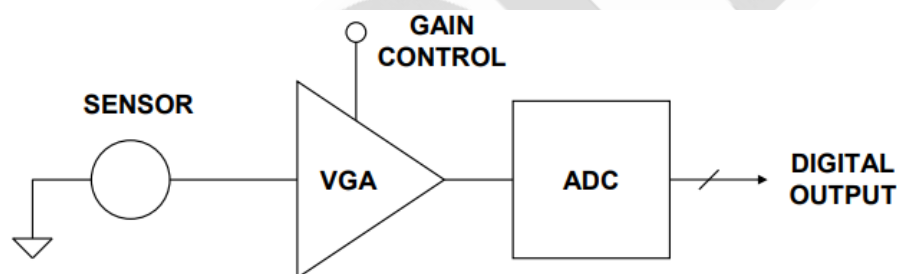 GAIN
CONTROL
SENSOR
VGA
ADC
DIGITAL
OUTPUT